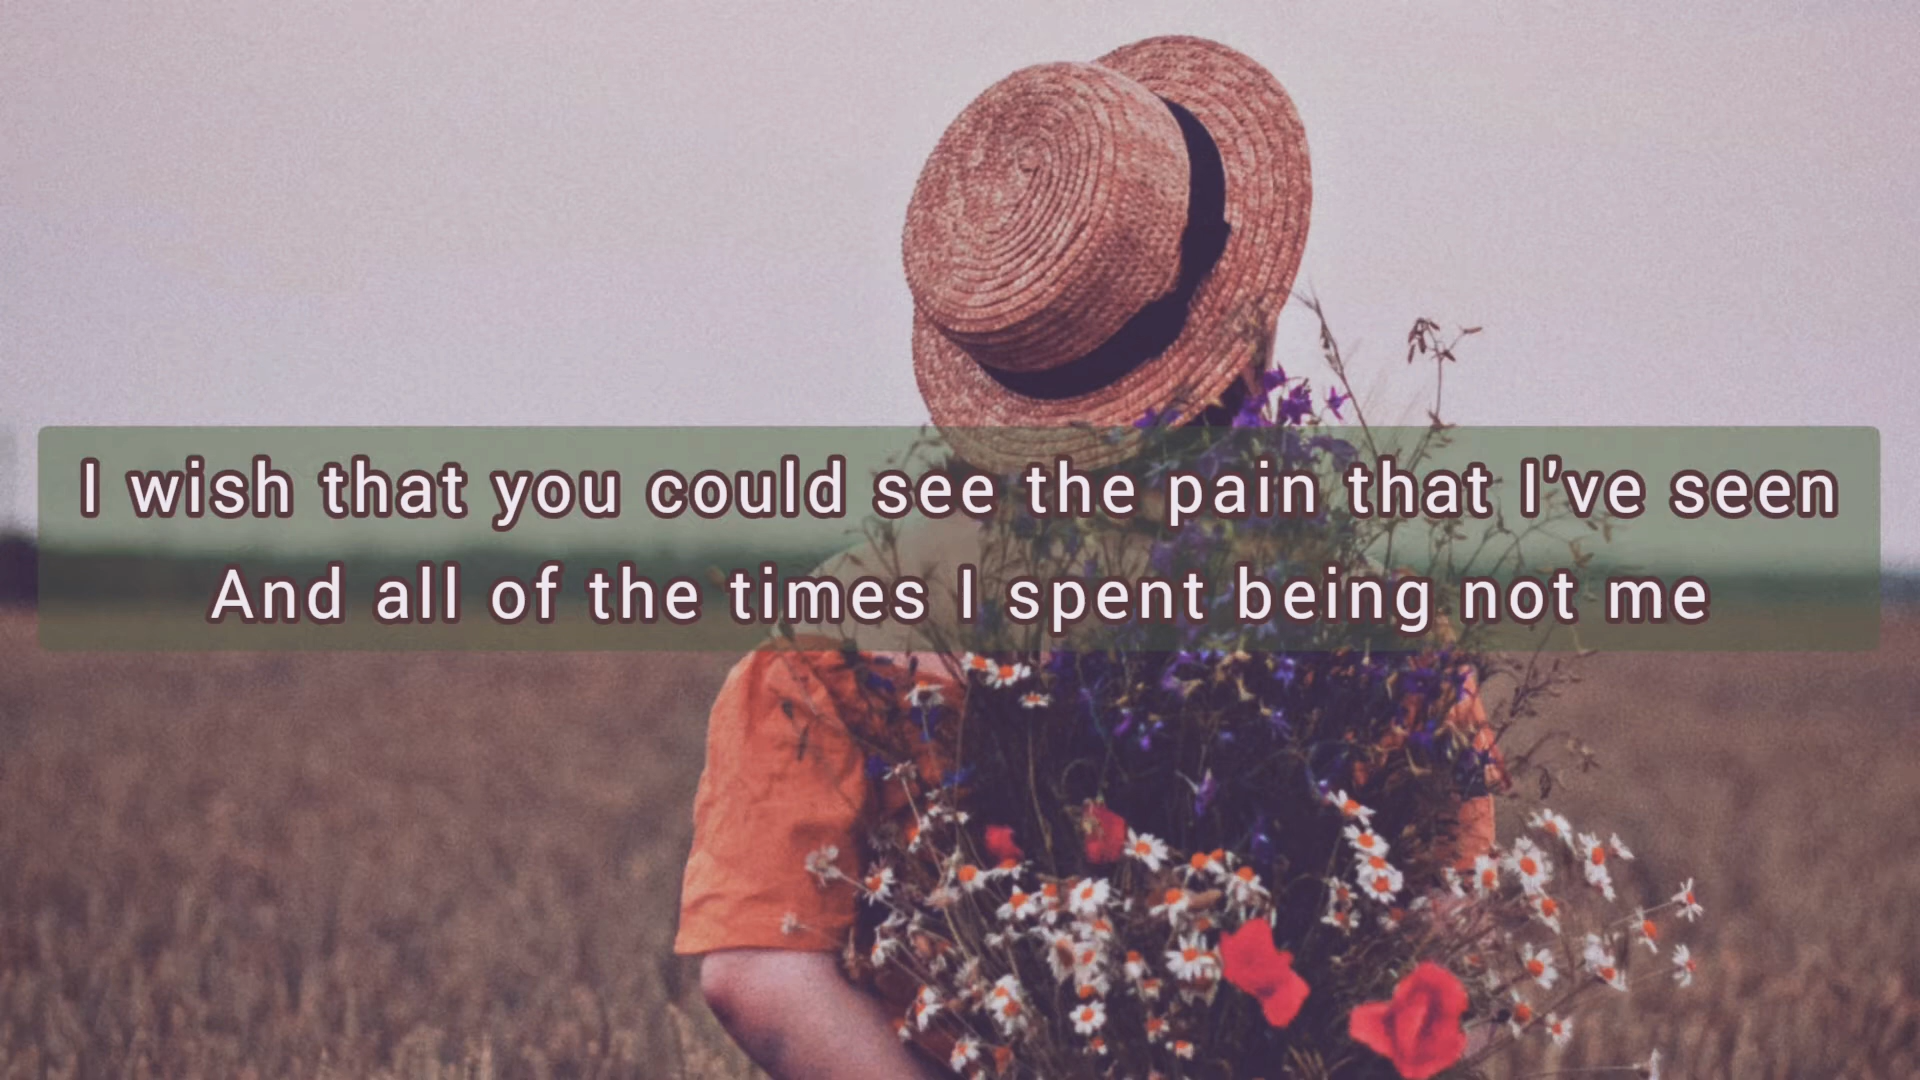 I wish that you could see the pain that I've seen
And all of the times I spent being not me